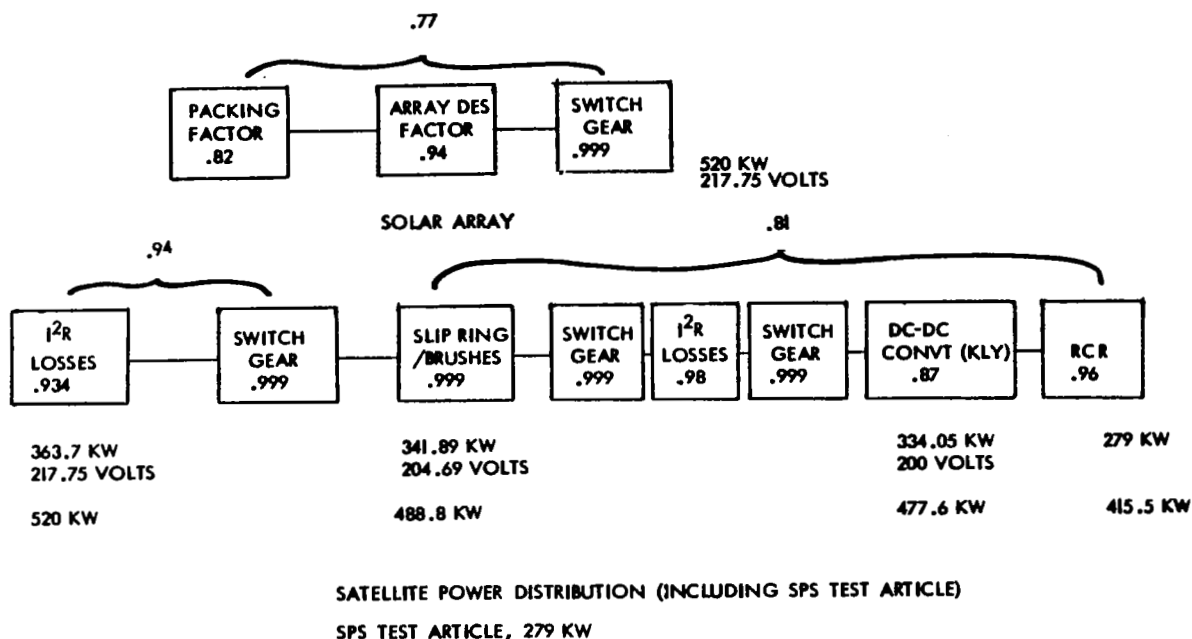 .77
PACKING
FACTOR
.82
ARRAY DES
FACTOR
.94
SWITCH
GEAR
.999
520 KW
217.75 VOLTS
SOLAR ARRAY
.94
.81
I²R
LOSSES
.934
SWITCH
GEAR
.999
SLIP RING
/BRUSHES
.999
SWITCH
GEAR
.999
I²R
LOSSES
.98
SWITCH
GEAR
.999
DC-DC
CONVT (KLY)
.87
RCR
.96
363.7 KW
217.75 VOLTS
520 KW
341.89 KW
204.69 VOLTS
488.8 KW
334.05 KW
200 VOLTS
477.6 KW
279 KW
415.5 KW
SATELLITE POWER DISTRIBUTION (INCLUDING SPS TEST ARTICLE)
SPS TEST ARTICLE, 279 KW